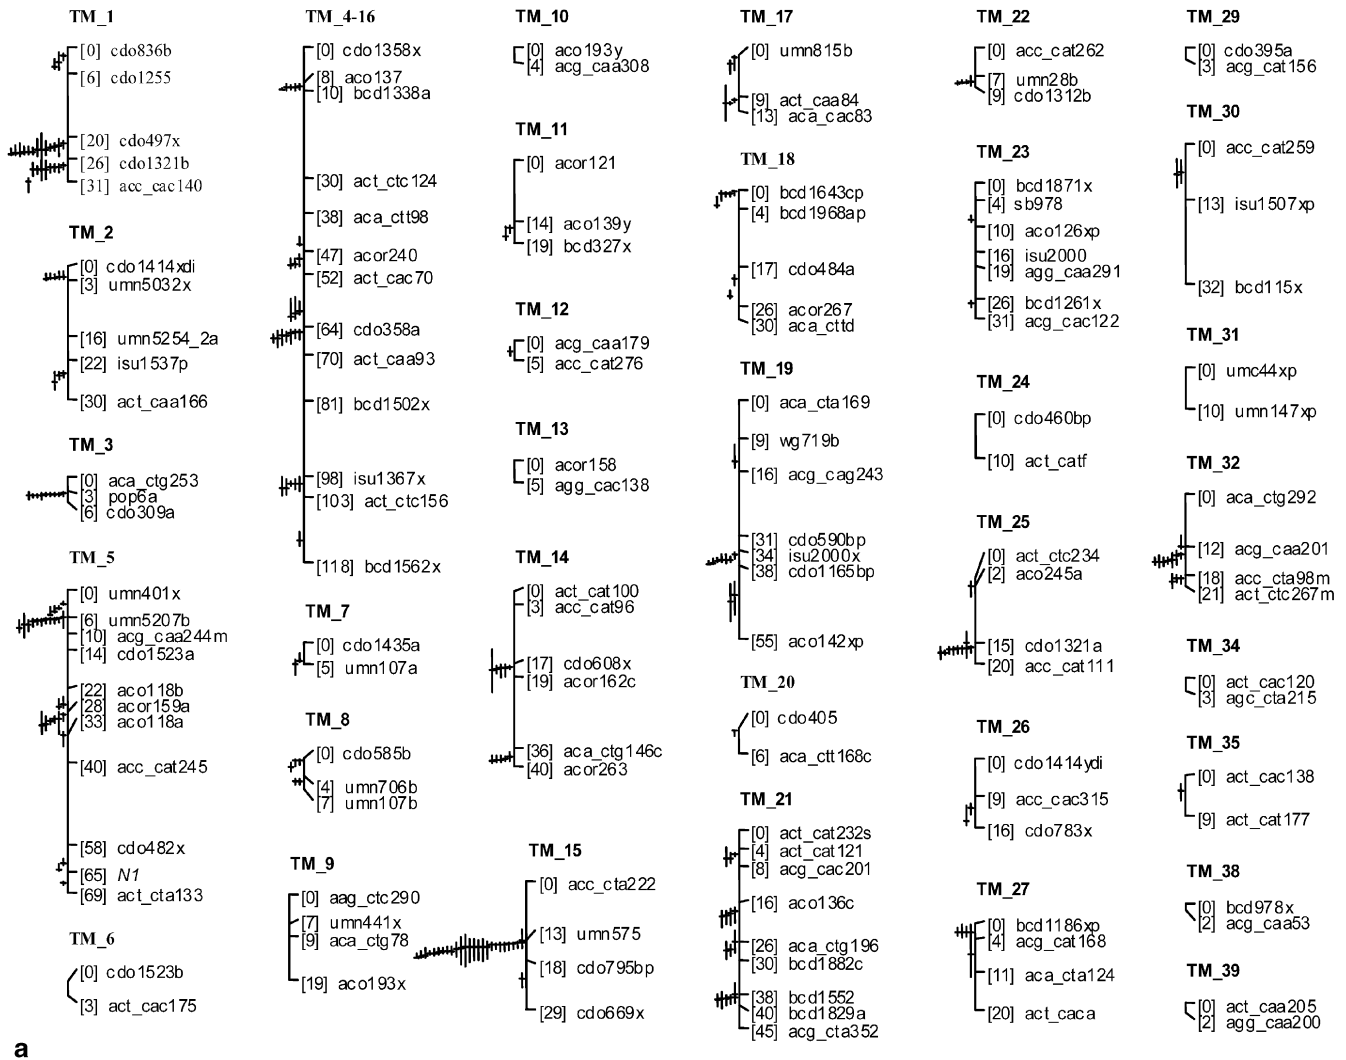 TM_1
[0] cdo836b
[6] cdo1255
[20] cdo497x
[26] cdo1321b
[31] acc_cac140
TM_2
[0] cdo1414xdi
[3] umn5032x
[16] umn5254_2a
[22] isu1537p
[30] act_caa166
TM_3
[0] aca_ctg253
[3] pop6a
[6] cdo309a
TM_5
[0] umn401x
[6] umn5207b
[10] acg_caa244m
[14] cdo1523a
[22] aco118b
[28] acor159a
[33] aco118a
[40] acc_cat245
[58] cdo482x
[65] N1
[69] act_cta133
TM_6
[0] cdo1523b
[3] act_cac175
a
TM_4-16
[0] cdo1358x
[8] aco137
[10] bcd1338a
[30] act_ctc124
[38] aca_ctt98
[47] acor240
[52] act_cac70
[64] cdo358a
[70] act_caa93
[81] bcd1502x
[98] isu1367x
[103] act_ctc156
[118] bcd1562x
TM_7
[0] cdo1435a
[5] umn107a
TM_8
[0] cdo585b
[4] umn706b
[7] umn107b
TM_9
[0] aag_ctc290
[7] umn441x
[9] aca_ctg78
[19] aco193x
TM_10
[0] aco193y
[4] acg_caa308
TM_11
[0] acor121
[14] aco139y
[19] bcd327x
TM_12
[0] acg_caa179
[5] acc_cat276
TM_13
[0] acor158
[5] agg_cac138
TM_14
[0] act_cat100
[3] acc_cat96
[17] cdo608x
[19] acor162c
[36] aca_ctg146c
[40] acor263
TM_15
[0] acc_cta222
[13] umn575
[18] cdo795bp
[29] cdo669x
TM_17
[0] umn815b
[9] act_caa84
[13] aca_cac83
TM_18
[0] bcd1643cp
[4] bcd1968ap
[17] cdo484a
[26] acor267
[30] aca_cttd
TM_19
[0] aca_cta169
[9] wg719b
[16] acg_cag243
[31] cdo590bp
[34] isu2000x
[38] cdo1165bp
[55] aco142xp
TM_20
[0] cdo405
[6] aca_ctt168c
TM_21
[0] act_cat232s
[4] act_cat121
[8] acg_cac201
[16] aco136c
[26] aca_ctg196
[30] bcd1882c
[38] bcd1552
[40] bcd1829a
[45] acg_cta352
TM_22
[0] acc_cat262
[7] umn28b
[9] cdo1312b
TM_23
[0] bcd1871x
[4] sb978
[10] aco126xp
[16] isu2000
[19] agg_caa291
[26] bcd1261x
[31] acg_cac122
TM_24
[0] cdo460bp
[10] act_catf
TM_25
[0] act_ctc234
[2] aco245a
[15] cdo1321a
[20] acc_cat111
TM_26
[0] cdo1414ydi
[9] acc_cac315
[16] cdo783x
TM_27
[0] bcd1186xp
[4] acg_cat168
[11] aca_cta124
[20] act_caca
TM_29
[0] cdo395a
[3] acg_cat156
TM_30
[0] acc_cat259
[13] isu1507xp
[32] bcd115x
TM_31
[0] umc44xp
[10] umn147xp
TM_32
[0] aca_ctg292
[12] acg_caa201
[18] acc_cta98m
[21] act_ctc267m
TM_34
[0] act_cac120
[3] agc_cta215
TM_35
[0] act_cac138
[9] act_cat177
TM_38
[0] bcd978x
[2] acg_caa53
TM_39
[0] act_caa205
[2] agg_caa200